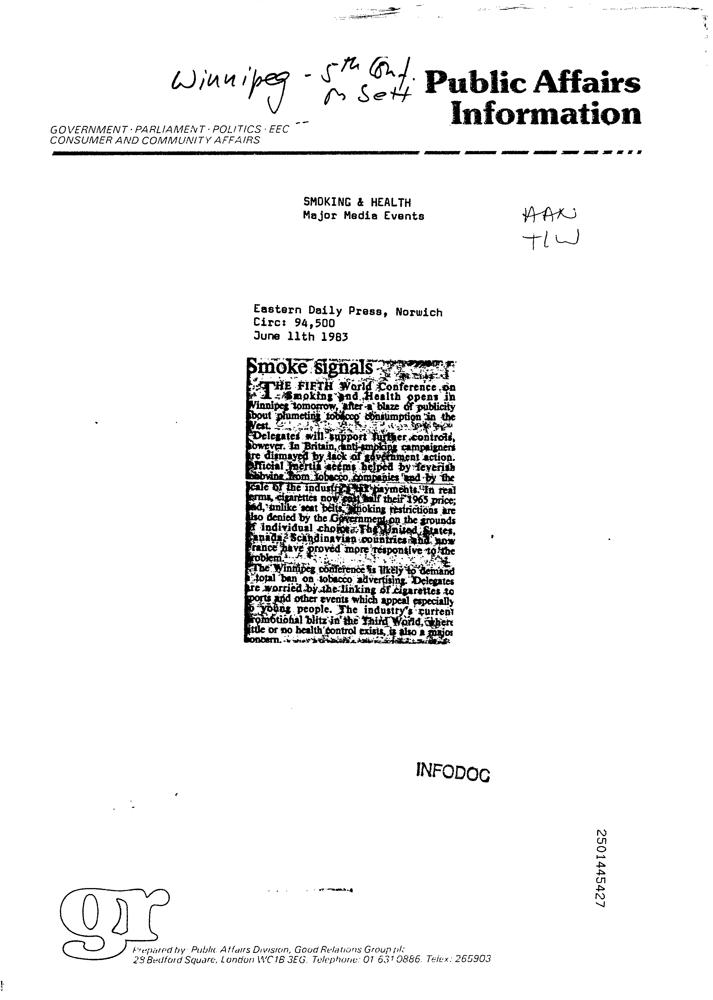 Winnipeg - 5th Conf.
on S&H
Public Affairs
Information
GOVERNMENT · PARLIAMENT · POLITICS · EEC
CONSUMER AND COMMUNITY AFFAIRS
SMOKING & HEALTH
Major Media Events
HAN
TLW
Eastern Daily Press, Norwich
Circ: 94,500
June 11th 1983
Smoke signals
THE FIFTH World Conference on
Smoking and Health opens in
Winnipeg tomorrow, after a blaze of publicity
about plumeting tobacco consumption in the
West.
Delegates will support further controls,
however. In Britain, anti-smoking campaigners
are dismayed by lack of government action.
Official inertia seems helped by feverish
lobbying from tobacco companies and by the
scale of the industry's payments. In real
terms, cigarettes now cost half their 1965 price;
and, unlike seat belts, smoking restrictions are
also denied by the Government on the grounds
of individual choice. The United States,
Canada, Scandinavian countries and now
France have proved more responsive to the
problem.
The Winnipeg conference is likely to demand
a total ban on tobacco advertising. Delegates
are worried by the linking of cigarettes to
sports and other events which appeal especially
to young people. The industry's current
promotional blitz in the Third World, where
little or no health control exists, is also a major
concern.
INFODOC
2501445427
gr
Prepared by Public Affairs Division, Good Relations Group plc
29 Bedford Square, London WC1B 3EG. Telephone: 01 631 0886. Telex: 265903